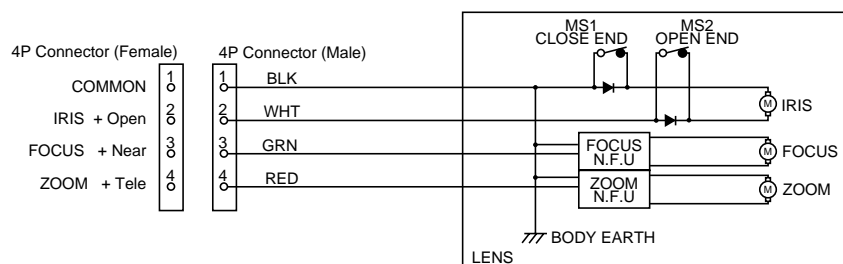 MS1
CLOSE END
MS2
OPEN END
4P Connector (Female)
4P Connector (Male)
COMMON
1
1
BLK
M
IRIS
IRIS + Open
2
2
WHT
FOCUS + Near
3
3
GRN
FOCUS
N.F.U
M
FOCUS
ZOOM + Tele
4
4
RED
ZOOM
N.F.U
M
ZOOM
BODY EARTH
LENS